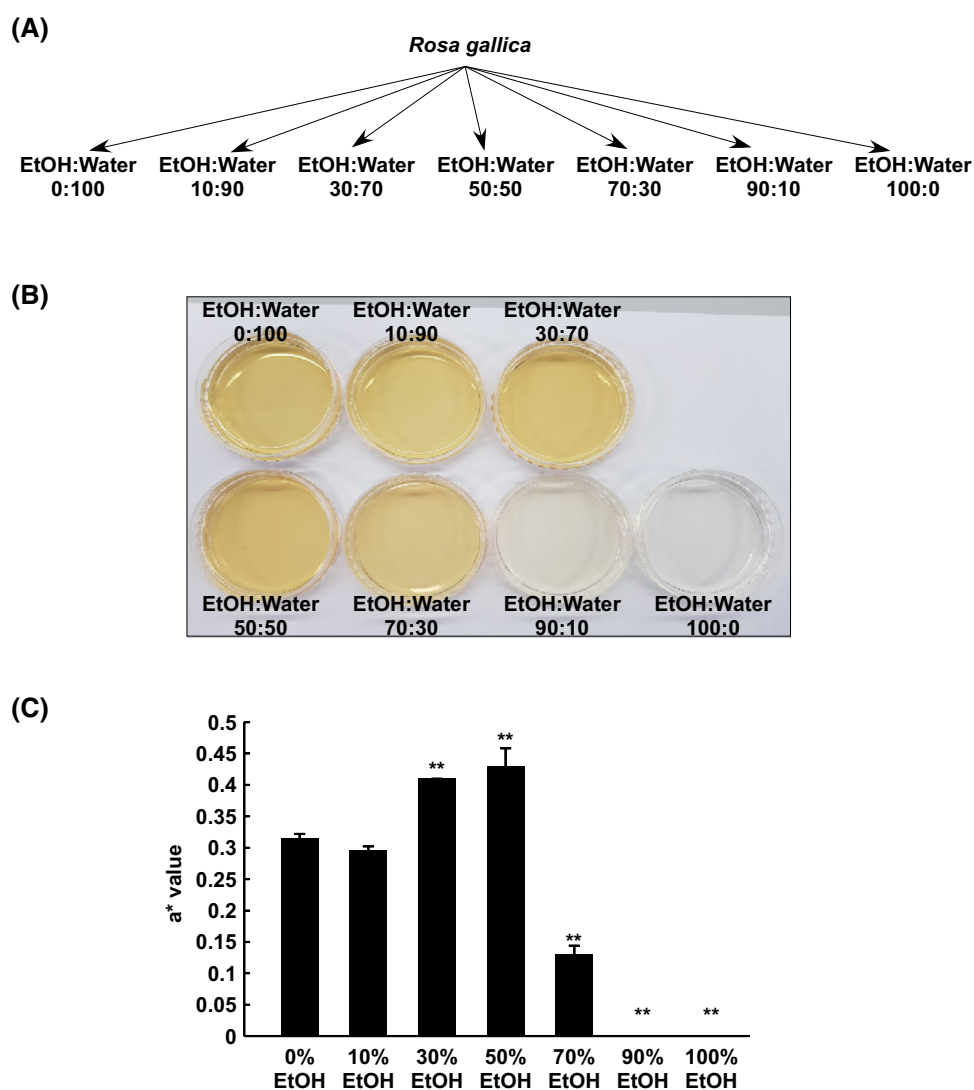 (A)
Rosa gallica
EtOH:Water EtOH:Water EtOH:Water EtOH:Water EtOH:Water EtOH:Water EtOH:Water
0:100 10:90 30:70 50:50 70:30 90:10 100:0
(B)
EtOH:Water EtOH:Water EtOH:Water
0:100 10:90 30:70
EtOH:Water EtOH:Water EtOH:Water EtOH:Water
50:50 70:30 90:10 100:0
(C)
a* value
0.5
0.45
0.4
0.35
0.3
0.25
0.2
0.15
0.1
0.05
0
** ** ** ** **
0% 10% 30% 50% 70% 90% 100%
EtOH EtOH EtOH EtOH EtOH EtOH EtOH